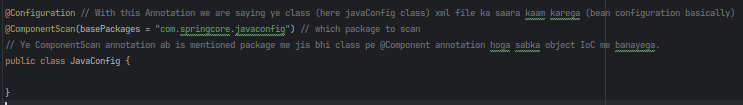 @Configuration // With this Annotation we are saying ye class (here javaConfig class) xml file ka saara kaam karega (bean configuration basically)
@ComponentScan(basePackages = "com.springcore.javaconfig") // which package to scan
// Ye ComponentScan annotation ab is mentioned package me jis bhi class pe @Component annotation hoga sabka object IoC me banayega.
public class JavaConfig {
}